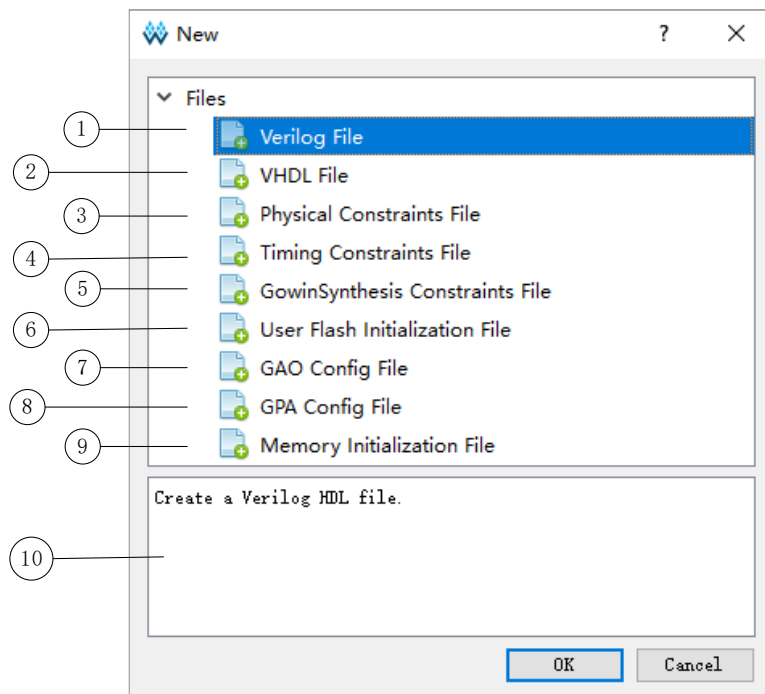 New
?
Files
1 Verilog File
2 VHDL File
3 Physical Constraints File
4 Timing Constraints File
5 GowinSynthesis Constraints File
6 User Flash Initialization File
7 GAO Config File
8 GPA Config File
9 Memory Initialization File
Create a Verilog HDL file.
10
OK Cancel